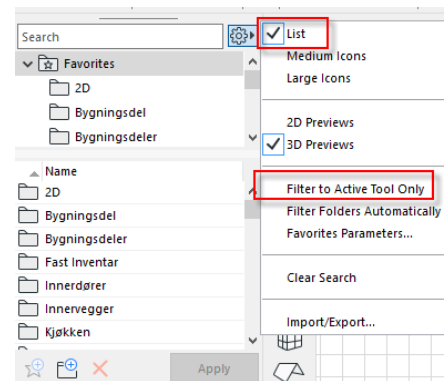 Search
Favorites
2D
Bygningsdel
Bygningsdeler
Name
2D
Bygningsdel
Bygningsdeler
Fast Inventar
Innerdører
Innervegger
Kjøkken
Apply
List
Medium Icons
Large Icons
2D Previews
3D Previews
Filter to Active Tool Only
Filter Folders Automatically
Favorites Parameters...
Clear Search
Import/Export...